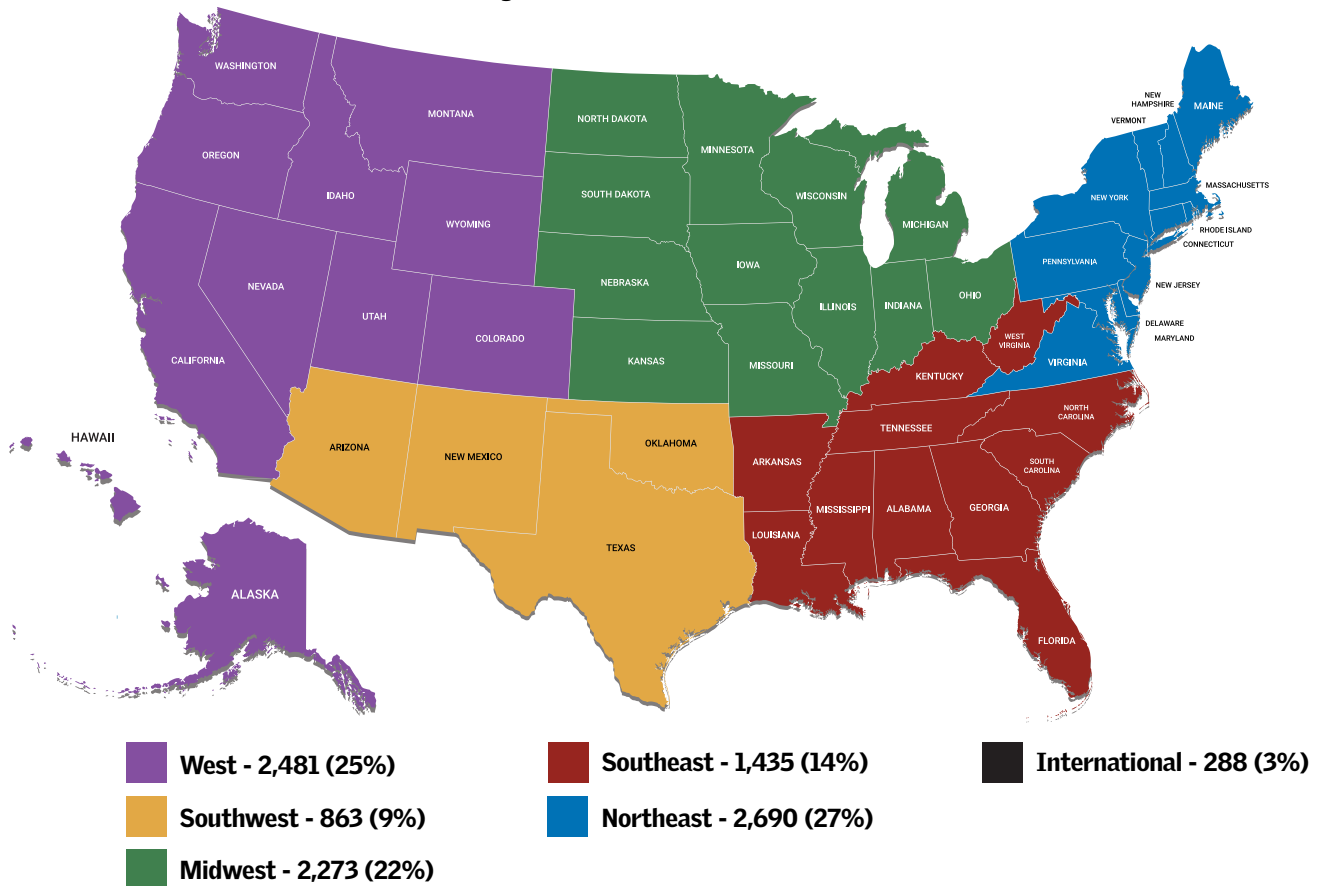 WASHINGTON
MONTANA
NORTH DAKOTA
MINNESOTA
NEW
HAMPSHIRE
VERMONT
MAINE
OREGON
IDAHO
SOUTH DAKOTA
WISCONSIN
MICHIGAN
NEW YORK
MASSACHUSETTS
RHODE ISLAND
CONNECTICUT
WYOMING
NEBRASKA
IOWA
PENNSYLVANIA
NEW JERSEY
NEVADA
UTAH
COLORADO
ILLINOIS
INDIANA
OHIO
DELAWARE
MARYLAND
CALIFORNIA
KANSAS
MISSOURI
WEST
VIRGINIA
VIRGINIA
KENTUCKY
HAWAII
ARIZONA
NEW MEXICO
OKLAHOMA
TENNESSEE
NORTH
CAROLINA
ARKANSAS
SOUTH
CAROLINA
MISSISSIPPI
ALABAMA
GEORGIA
TEXAS
LOUISIANA
ALASKA
FLORIDA
West - 2,481 (25%)
Southwest - 863 (9%)
Midwest - 2,273 (22%)
Southeast - 1,435 (14%)
Northeast - 2,690 (27%)
International - 288 (3%)